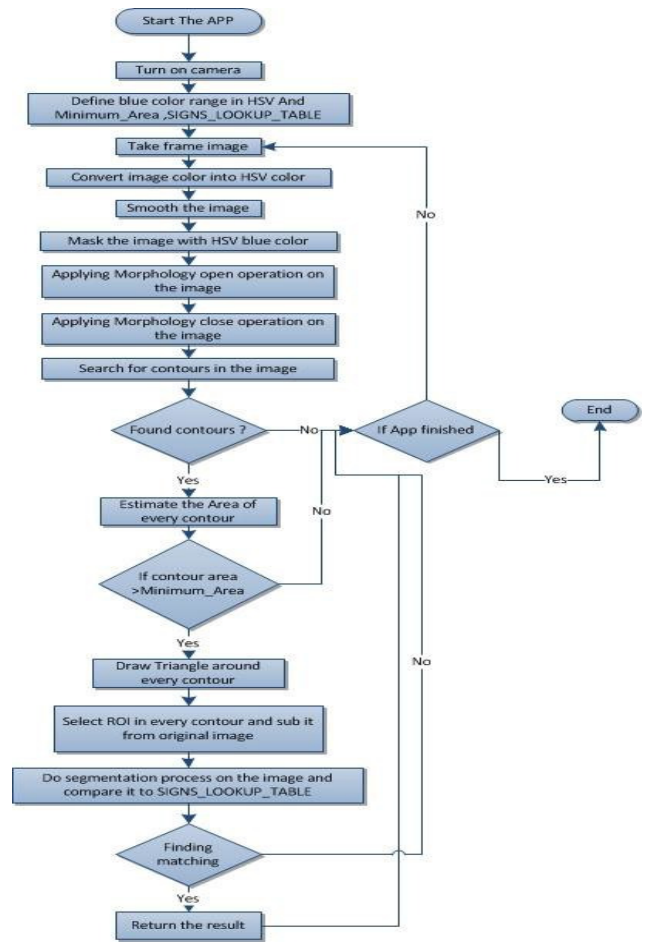 Start The APP
Turn on camera
Define blue color range in HSV And
Minimum_Area ,SIGNS_LOOKUP_TABLE
Take frame image
Convert image color into HSV color
Smooth the image
No
Mask the image with HSV blue color
Applying Morphology open operation on
the image
Applying Morphology close operation on
the image
Search for contours in the image
Found contours ?
No
If App finished
End
Yes
Yes
Estimate the Area of
every contour
No
If contour area
>Minimum_Area
Yes
Draw Triangle around
every contour
No
Select ROI in every contour and sub it
from original image
Do segmentation process on the image and
compare it to SIGNS_LOOKUP_TABLE
Finding
matching
Yes
Return the result